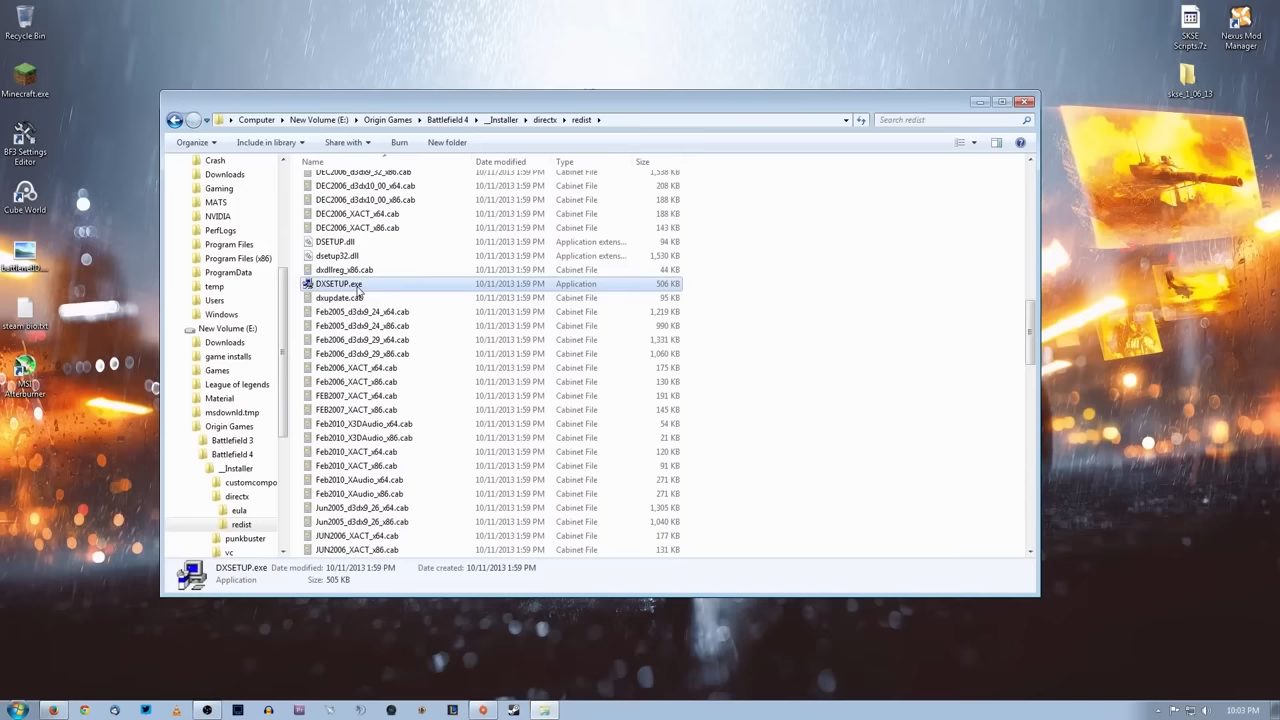 Recycle Bin
Minecraft.exe
BF3 Settings
Editor
Cube World
steam bio.txt
MSI
Afterburner
SKSE
Scripts.7z
Nexus Mod
Manager
skse_1_06_13
Computer New Volume (E:) Origin Games Battlefield 4 __Installer directx redist
Search redist
Organize Include in library Share with Burn New folder
Crash
Downloads
Gaming
MATS
NVIDIA
PerfLogs
Program Files
Program Files (x86)
ProgramData
temp
Users
Windows
New Volume (E:)
Downloads
game installs
Games
League of legends
Material
msdownld.tmp
Origin Games
Battlefield 3
Battlefield 4
__Installer
customcompo
directx
eula
redist
punkbuster
vc
Name Date modified Type Size
DEC2006_d3dx9_32_x86.cab 10/11/2013 1:59 PM Cabinet File 1,538 KB
DEC2006_d3dx10_00_x64.cab 10/11/2013 1:59 PM Cabinet File 208 KB
DEC2006_d3dx10_00_x86.cab 10/11/2013 1:59 PM Cabinet File 188 KB
DEC2006_XACT_x64.cab 10/11/2013 1:59 PM Cabinet File 188 KB
DEC2006_XACT_x86.cab 10/11/2013 1:59 PM Cabinet File 143 KB
DSETUP.dll 10/11/2013 1:59 PM Application extens... 94 KB
dsetup32.dll 10/11/2013 1:59 PM Application extens... 1,530 KB
dxdllreg_x86.cab 10/11/2013 1:59 PM Cabinet File 44 KB
DXSETUP.exe 10/11/2013 1:59 PM Application 506 KB
dxupdate.cab 10/11/2013 1:59 PM Cabinet File 95 KB
Feb2005_d3dx9_24_x64.cab 10/11/2013 1:59 PM Cabinet File 1,219 KB
Feb2005_d3dx9_24_x86.cab 10/11/2013 1:59 PM Cabinet File 990 KB
Feb2006_d3dx9_29_x64.cab 10/11/2013 1:59 PM Cabinet File 1,331 KB
Feb2006_d3dx9_29_x86.cab 10/11/2013 1:59 PM Cabinet File 1,060 KB
Feb2006_XACT_x64.cab 10/11/2013 1:59 PM Cabinet File 175 KB
Feb2006_XACT_x86.cab 10/11/2013 1:59 PM Cabinet File 130 KB
FEB2007_XACT_x64.cab 10/11/2013 1:59 PM Cabinet File 191 KB
FEB2007_XACT_x86.cab 10/11/2013 1:59 PM Cabinet File 145 KB
Feb2010_X3DAudio_x64.cab 10/11/2013 1:59 PM Cabinet File 54 KB
Feb2010_X3DAudio_x86.cab 10/11/2013 1:59 PM Cabinet File 21 KB
Feb2010_XACT_x64.cab 10/11/2013 1:59 PM Cabinet File 120 KB
Feb2010_XACT_x86.cab 10/11/2013 1:59 PM Cabinet File 91 KB
Feb2010_XAudio_x64.cab 10/11/2013 1:59 PM Cabinet File 271 KB
Feb2010_XAudio_x86.cab 10/11/2013 1:59 PM Cabinet File 271 KB
Jun2005_d3dx9_26_x64.cab 10/11/2013 1:59 PM Cabinet File 1,305 KB
Jun2005_d3dx9_26_x86.cab 10/11/2013 1:59 PM Cabinet File 1,040 KB
JUN2006_XACT_x64.cab 10/11/2013 1:59 PM Cabinet File 177 KB
JUN2006_XACT_x86.cab 10/11/2013 1:59 PM Cabinet File 131 KB
DXSETUP.exe Date modified: 10/11/2013 1:59 PM Date created: 10/11/2013 1:59 PM
Application Size: 505 KB
10:03 PM